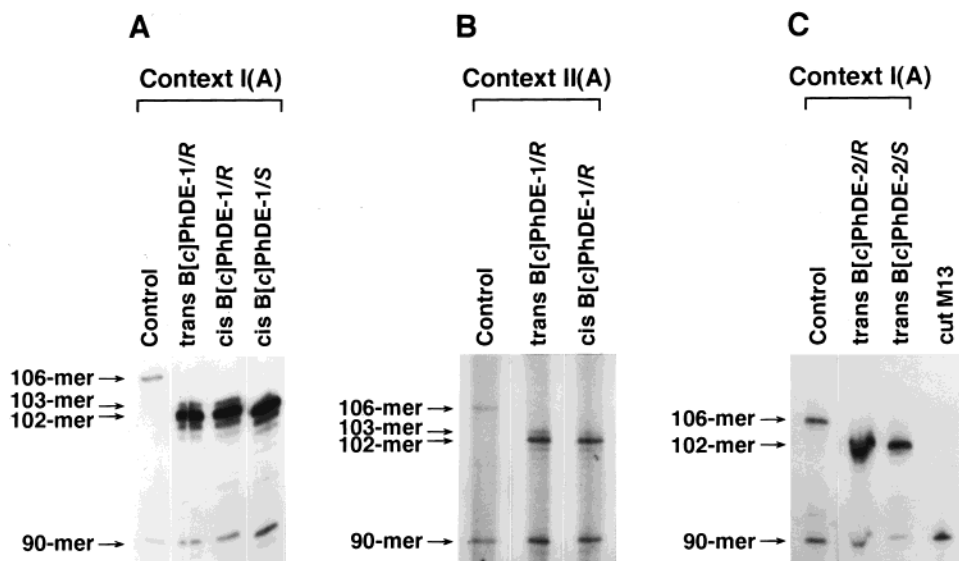 A
Context I(A)
Control
trans B[c]PhDE-1/R
cis B[c]PhDE-1/R
cis B[c]PhDE-1/S
106-mer
103-mer
102-mer
90-mer
B
Context II(A)
Control
trans B[c]PhDE-1/R
cis B[c]PhDE-1/R
106-mer
103-mer
102-mer
90-mer
C
Context I(A)
Control
trans B[c]PhDE-2/R
trans B[c]PhDE-2/S
cut M13
106-mer
102-mer
90-mer